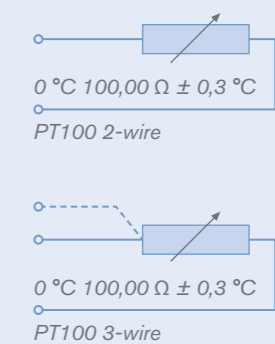 0 °C 100,00 Ω ± 0,3 °C
PT100 2-wire
0 °C 100,00 Ω ± 0,3 °C
PT100 3-wire